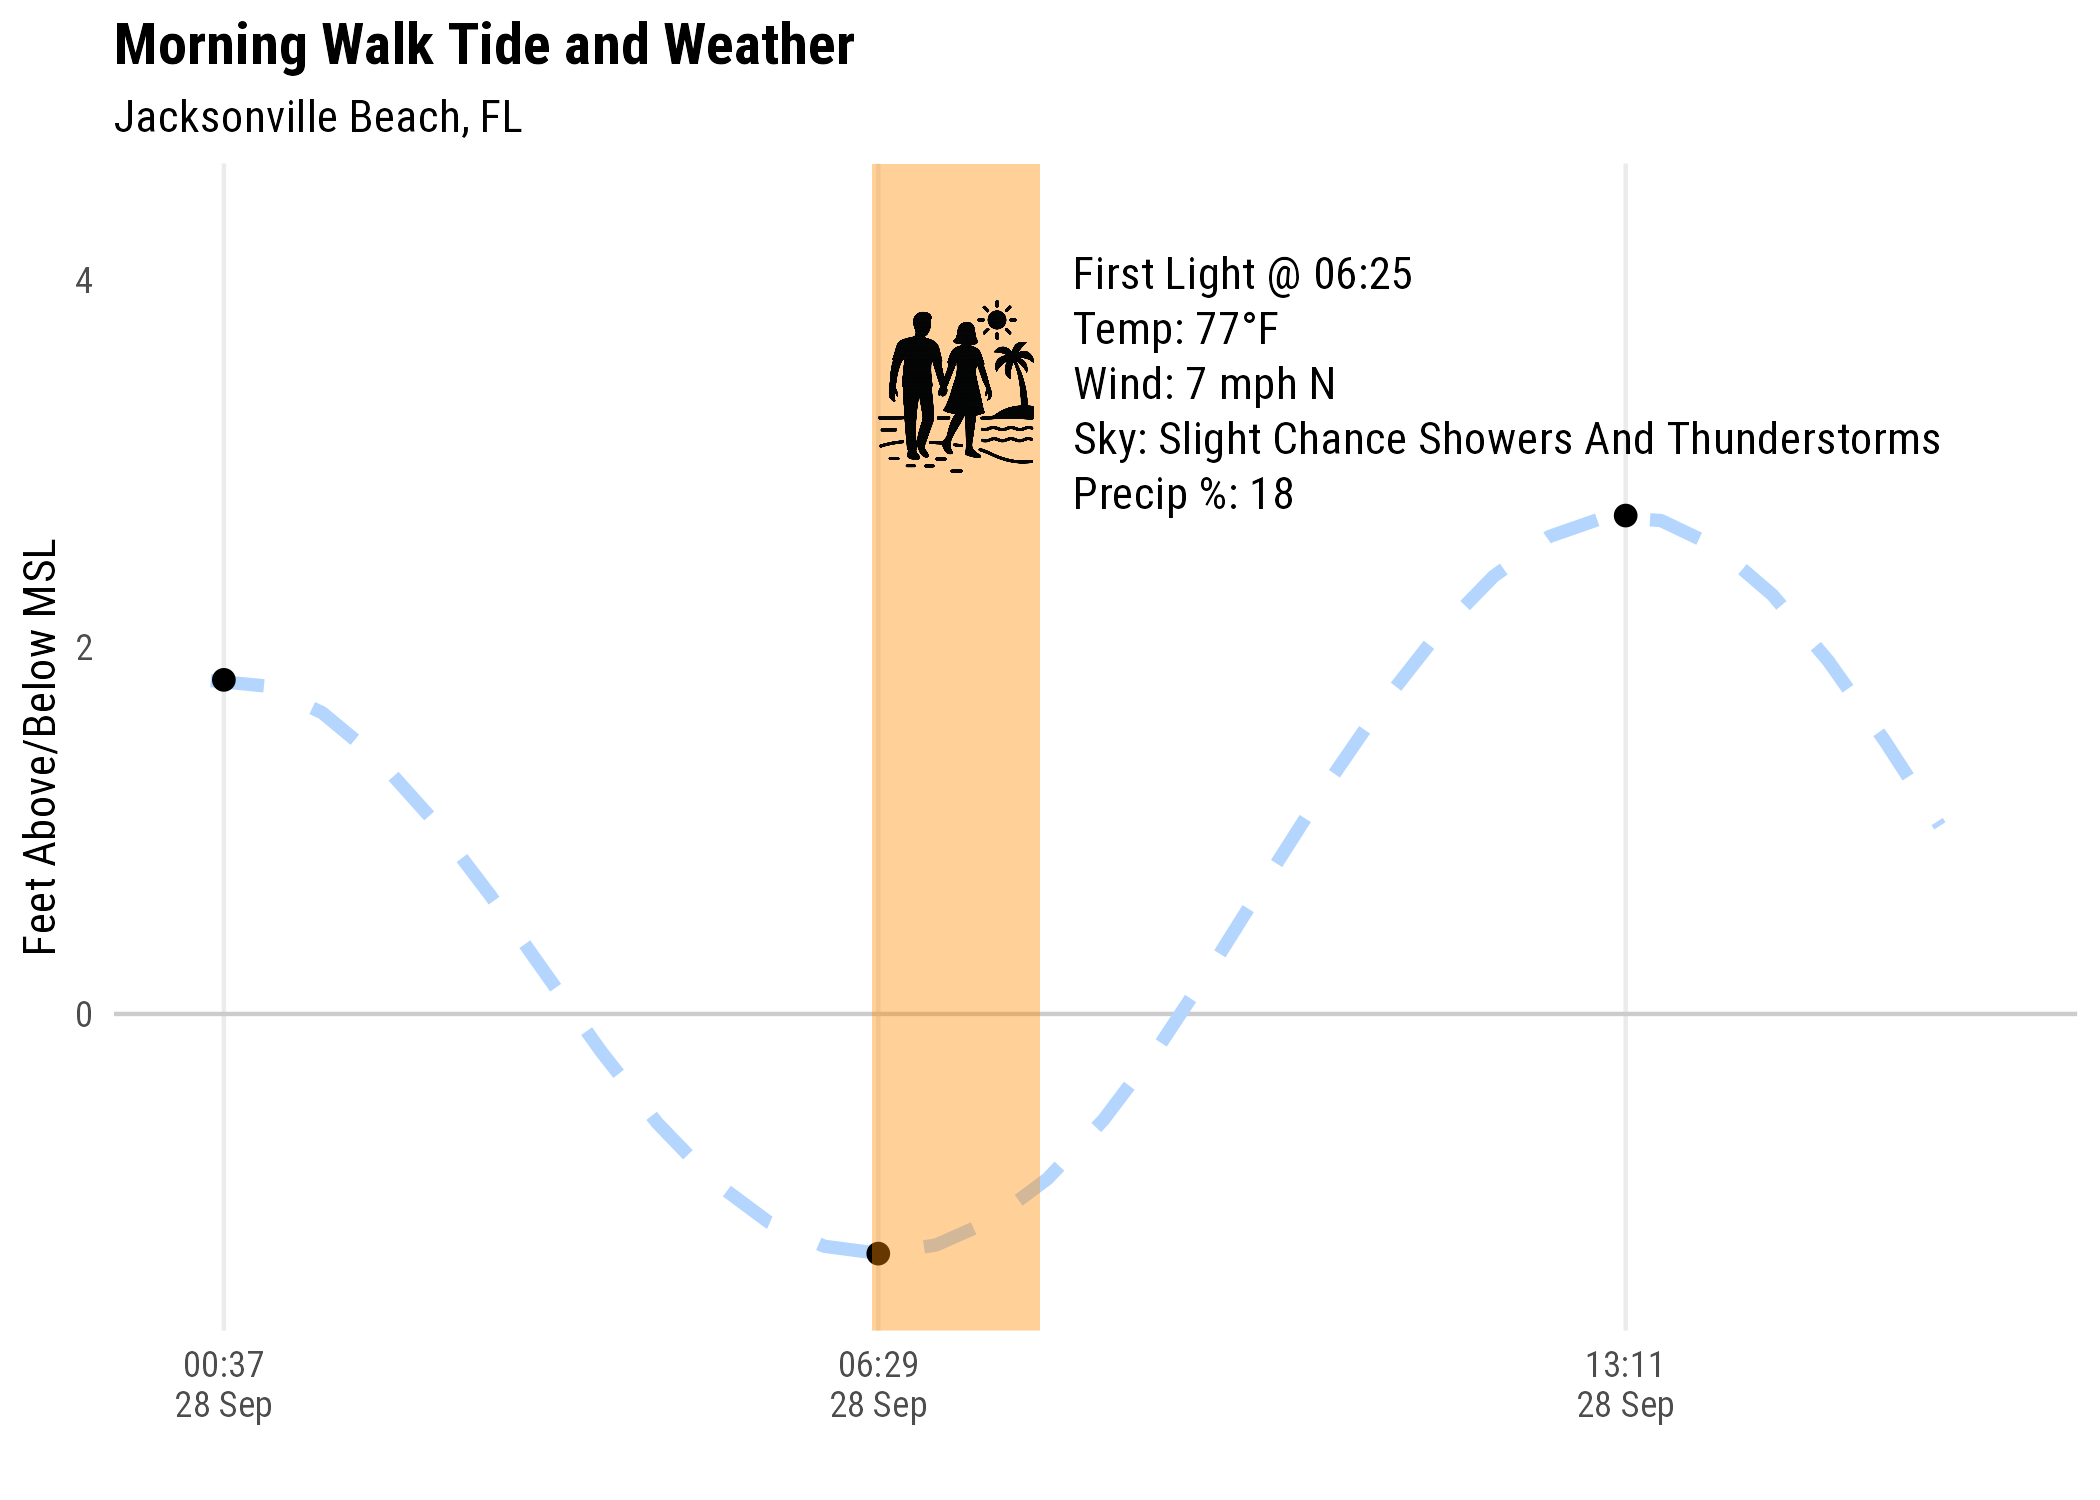 Morning Walk Tide and Weather
Jacksonville Beach, FL
First Light @ 06:25
Temp: 77°F
Wind: 7 mph N
Sky: Slight Chance Showers And Thunderstorms
Precip %: 18
Feet Above/Below MSL
4
2
0
00:37
28 Sep
06:29
28 Sep
13:11
28 Sep